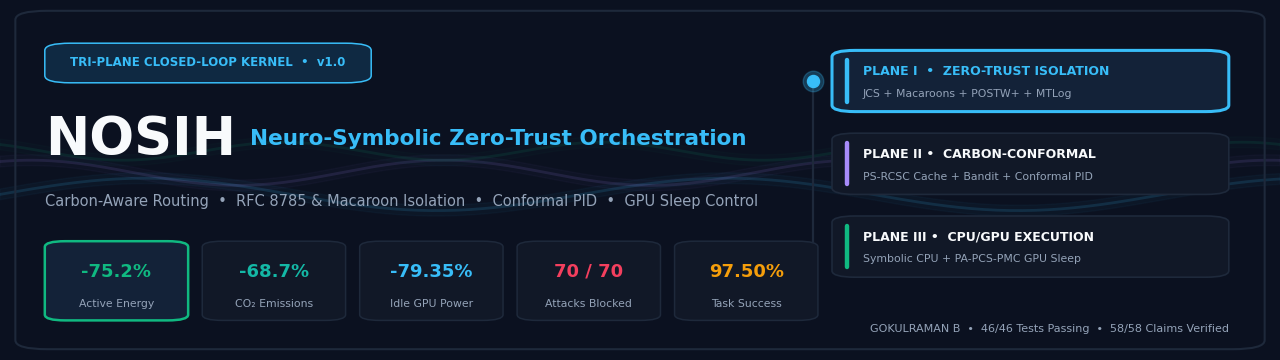 TRI-PLANE CLOSED-LOOP KERNEL • v1.0
NOSIH Neuro-Symbolic Zero-Trust Orchestration
Carbon-Aware Routing • RFC 8785 & Macaroon Isolation • Conformal PID • GPU Sleep Control
-75.2%
Active Energy
-68.7%
CO₂ Emissions
-79.35%
Idle GPU Power
70 / 70
Attacks Blocked
97.50%
Task Success
PLANE I • ZERO-TRUST ISOLATION
JCS + Macaroons + POSTW+ + MTLog
PLANE II • CARBON-CONFORMAL
PS-RCSC Cache + Bandit + Conformal PID
PLANE III • CPU/GPU EXECUTION
Symbolic CPU + PA-PCS-PMC GPU Sleep
GOKULRAMAN B • 46/46 Tests Passing • 58/58 Claims Verified